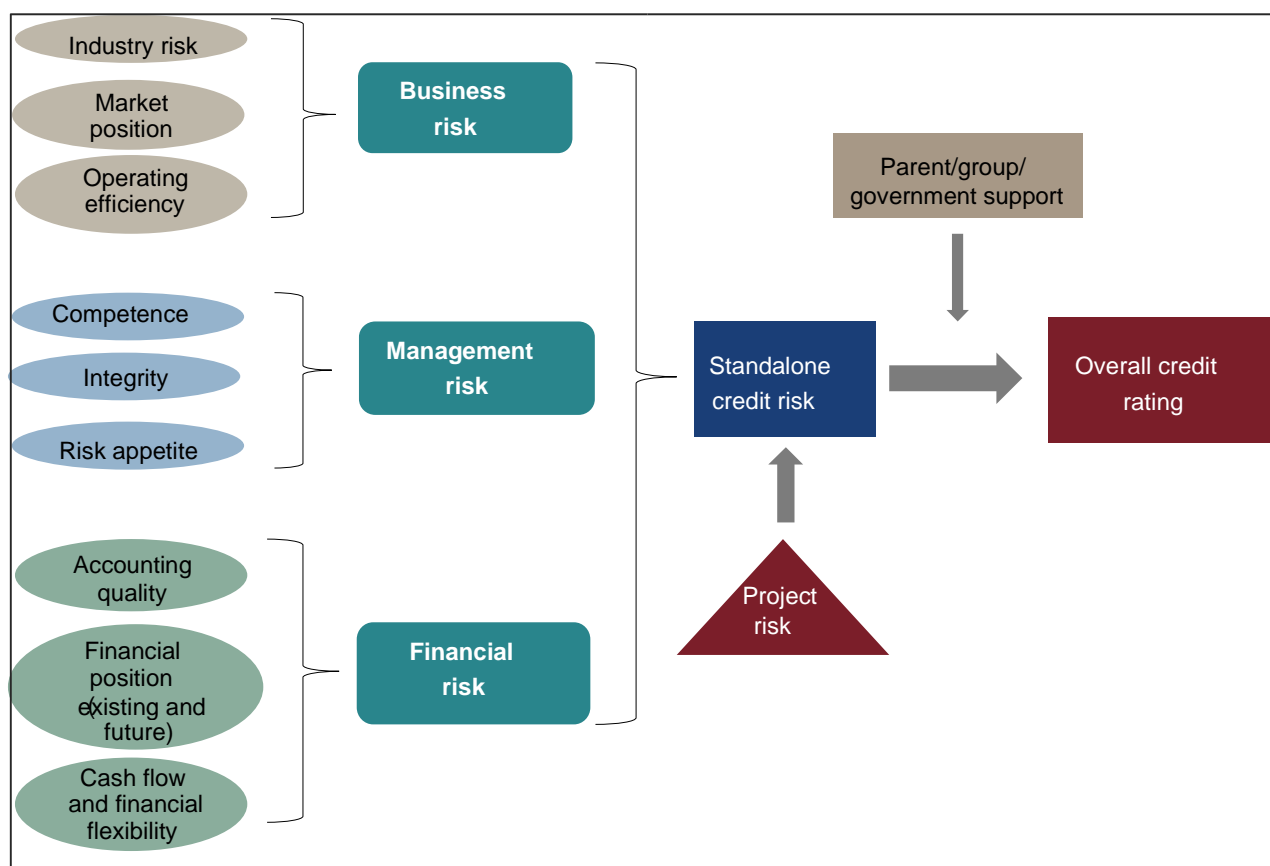 Industry risk
Market
position
Operating
efficiency
Business
risk
Competence
Integrity
Risk appetite
Management
risk
Accounting
quality
Financial
position
(existing and
future)
Cash flow
and financial
flexibility
Financial
risk
Parent/group/
government support
Standalone
credit risk
Project
risk
Overall credit
rating